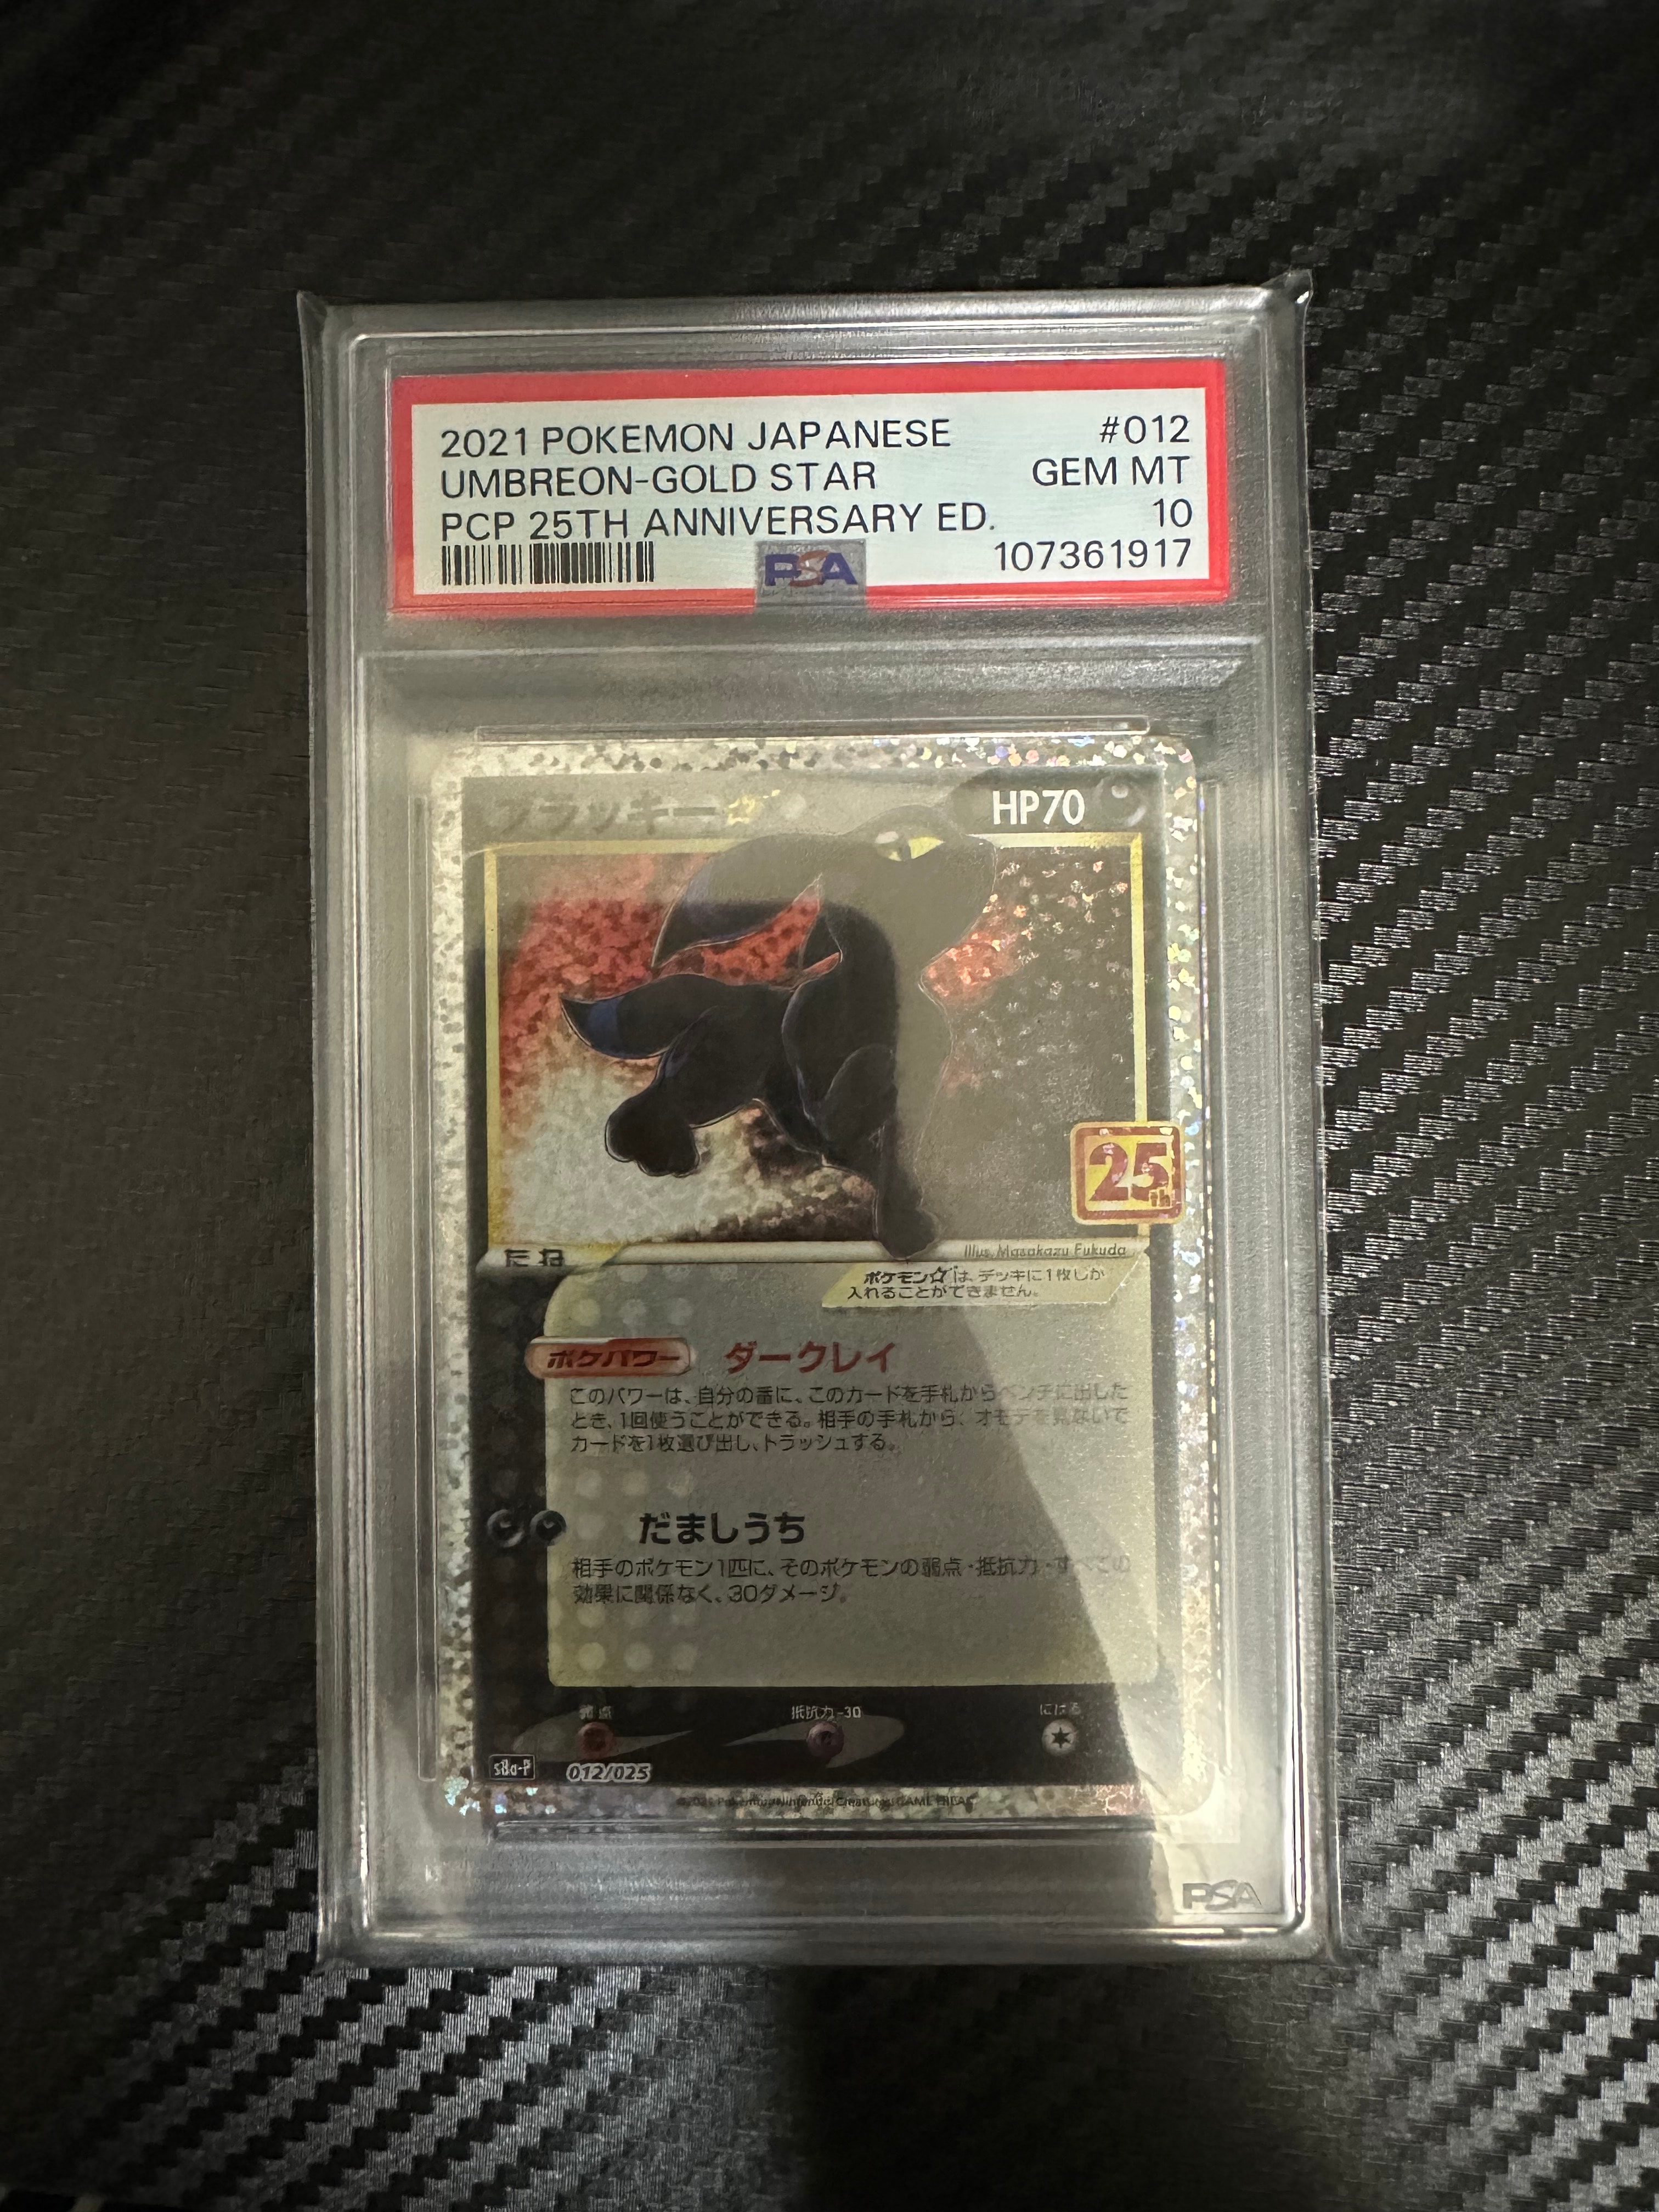 2021 POKEMON JAPANESE #012
UMBREON-GOLD STAR GEM MT
PCP 25TH ANNIVERSARY ED. 10
PSA 107361917
ブラッキー☆ HP70
25th
たね
Illus. Masakazu Fukuda
ポケモン☆は、デッキに1枚しか
入れることができません。
ポケパワー ダークレイ
このパワーは、自分の番に、このカードを手札からベンチに出した
とき、1回使うことができる。相手の手札から、オモテを見ないで
カードを1枚選び出し、トラッシュする。
だましうち
相手のポケモン1匹に、そのポケモンの弱点・抵抗力・すべての
効果に関係なく、30ダメージ。
弱点 抵抗力 -30 にげる
s8a-P 012/025
©2021 Pokémon/Nintendo/Creatures/GAME FREAK
PSA